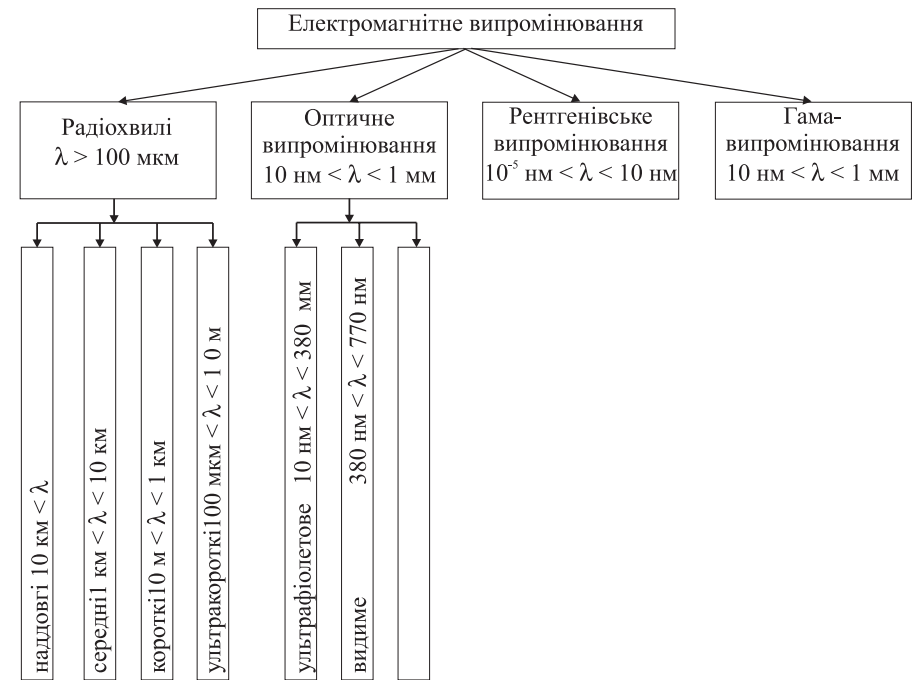 Електромагнітне випромінювання
Радіохвилі
λ > 100 мкм
Оптичне
випромінювання
10 нм < λ < 1 мм
Рентгенівське
випромінювання
10⁻⁵ нм < λ < 10 нм
Гама-
випромінювання
10 нм < λ < 1 мм
наддовгі 10 км < λ
середні1 км < λ < 10 км
короткі10 м < λ < 1 км
ультракороткі100 мкм < λ < 1 0 м
ультрафіолетове 10 нм < λ < 380 мм
видиме 380 нм < λ < 770 нм